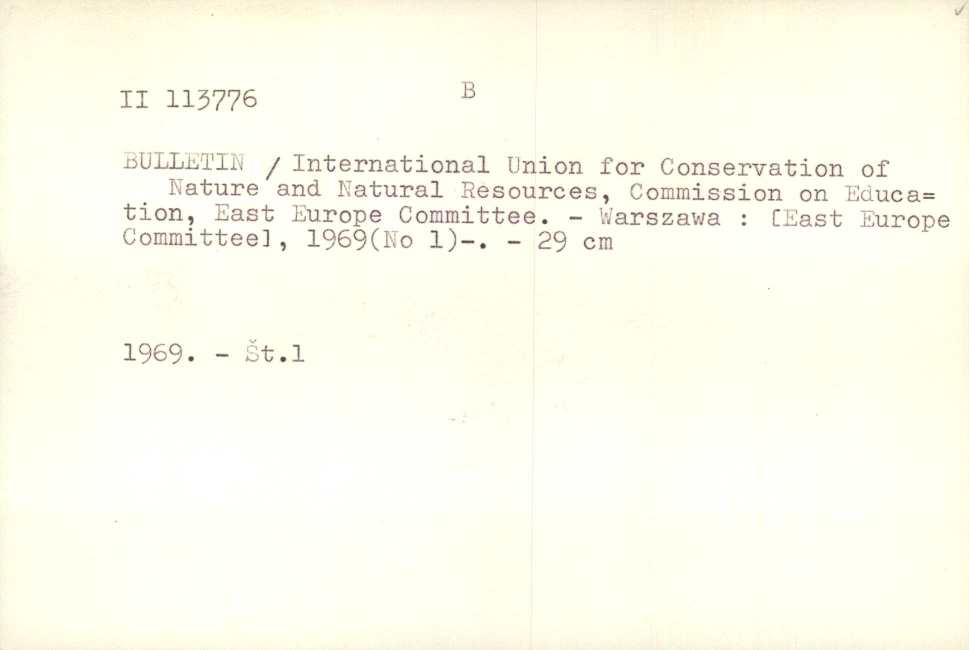 II 113776 B
BULLETIN / International Union for Conservation of
Nature and Natural Resources, Commission on Educa=
tion, East Europe Committee. - Warszawa : [East Europe
Committee], 1969(No 1)-. - 29 cm
1969. - Št.1